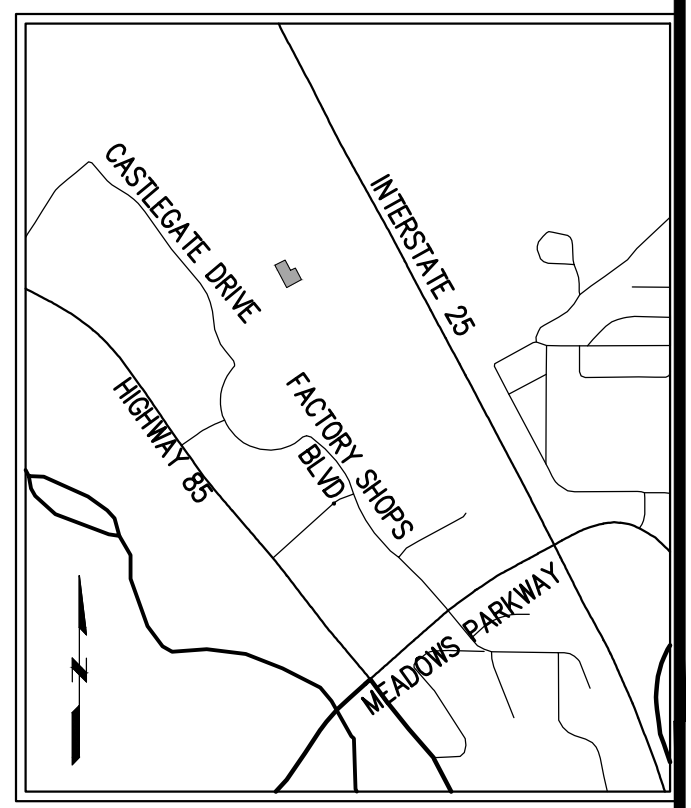 CASTLEGATE DRIVE
INTERSTATE 25
HIGHWAY 85
FACTORY SHOPS
BLVD.
MEADOWS PARKWAY
N